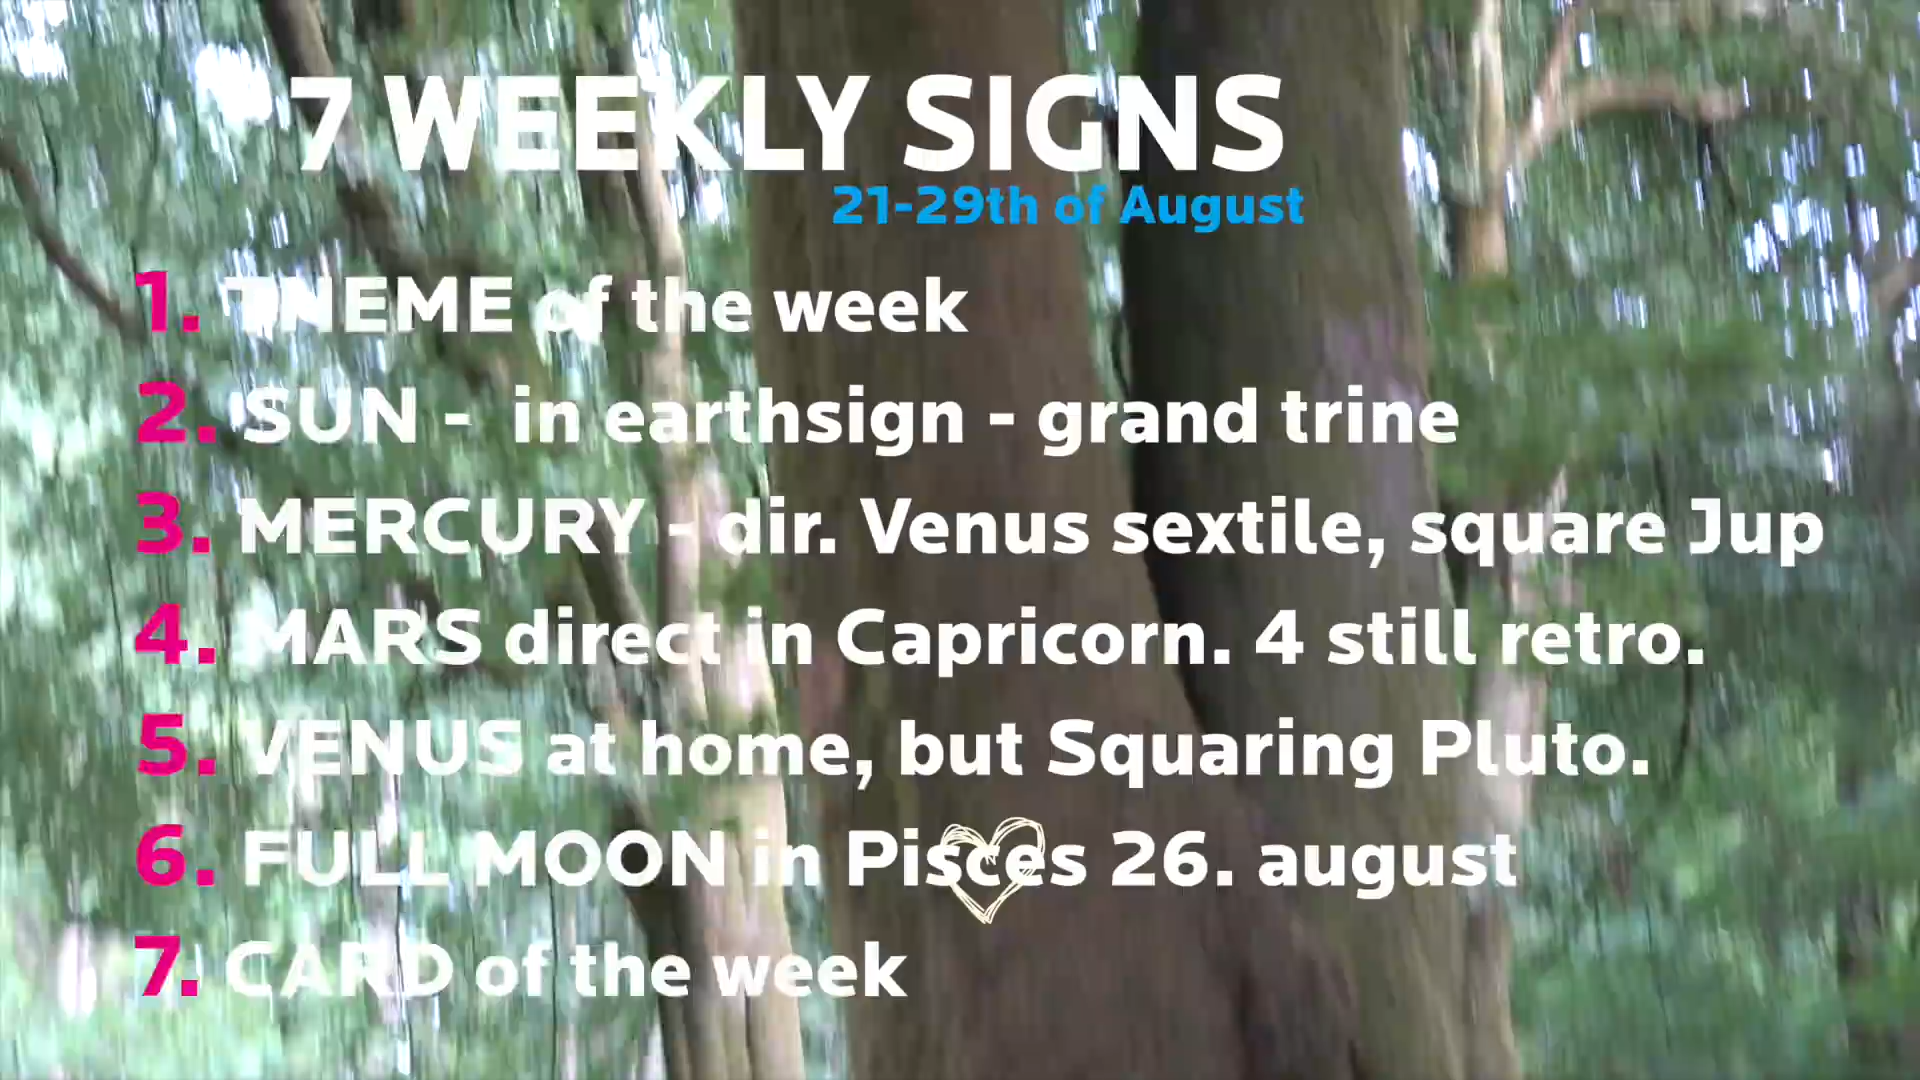 7 WEEKLY SIGNS
21-29th of August
1. THEME of the week
2. SUN - in earthsign - grand trine
3. MERCURY - dir. Venus sextile, square Jup
4. MARS direct in Capricorn. 4 still retro.
5. VENUS at home, but Squaring Pluto.
6. FULL MOON in Pisces 26. august
7. CARD of the week